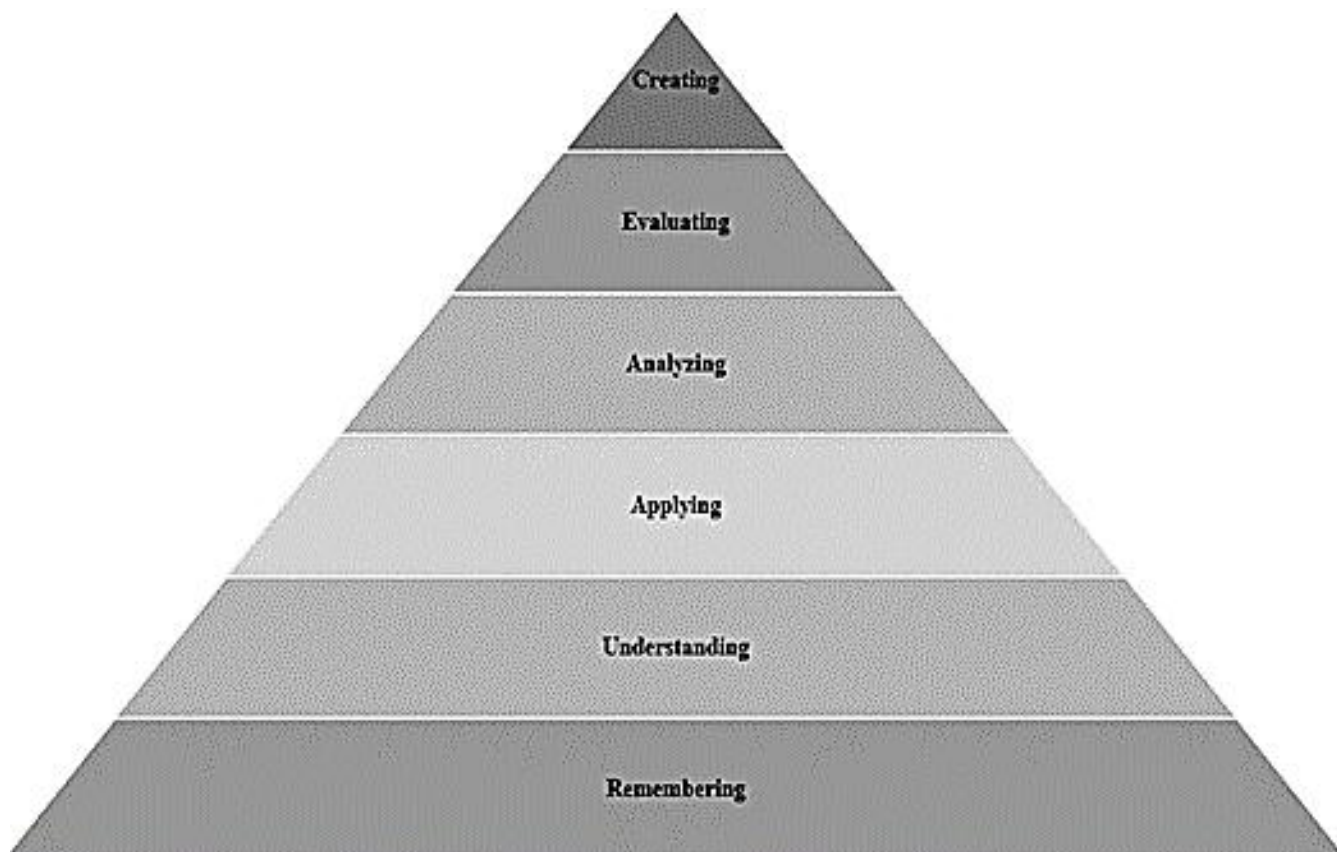 Creating
Evaluating
Analyzing
Applying
Understanding
Remembering